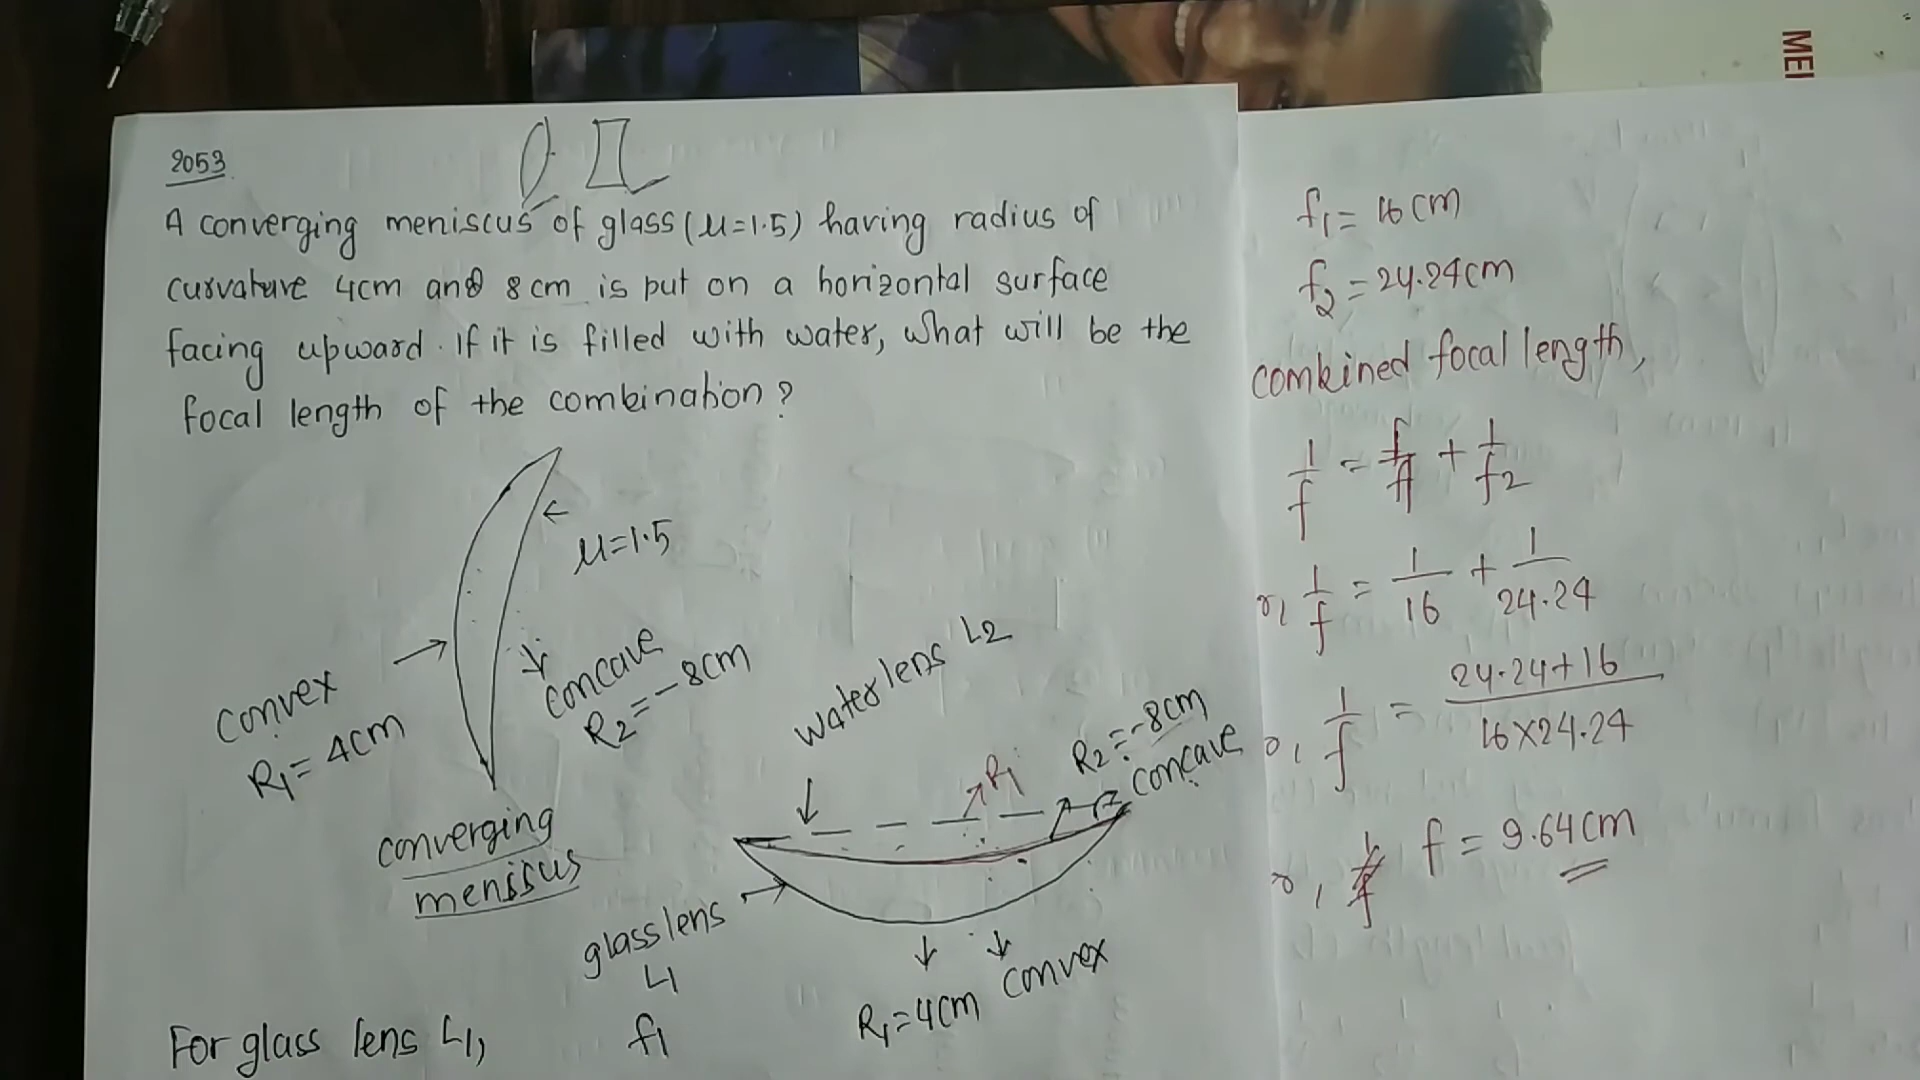 MEI
2053
A converging meniscus of glass (μ=1.5) having radius of
curvature 4cm and 8cm is put on a horizontal surface
facing upward. If it is filled with water, what will be the
focal length of the combination?
μ=1.5
convex
R1=4cm
concave
R2=-8cm
converging
meniscus
water lens L2
R1
R2=-8cm
concave
glass lens
L1
f1
R1=4cm convex
For glass lens L1,
f1=16cm
f2=24.24cm
combined focal length,
1/f = 1/f1 + 1/f2
or, 1/f = 1/16 + 1/24.24
or, 1/f = 24.24+16/16×24.24
or, f = 9.64cm